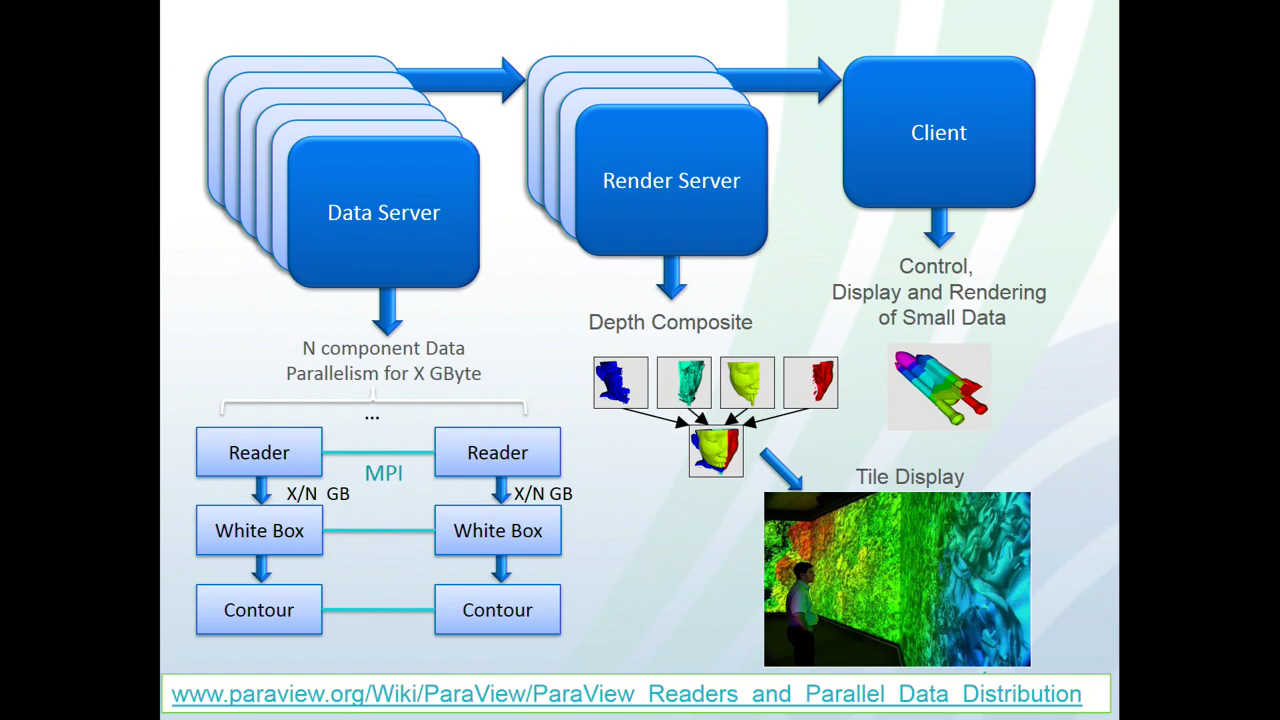 Data Server
Render Server
Client
N component Data
Parallelism for X GByte
...
Reader
Reader
MPI
X/N GB
X/N GB
White Box
White Box
Contour
Contour
Depth Composite
Control,
Display and Rendering
of Small Data
Tile Display
www.paraview.org/Wiki/ParaView/ParaView_Readers_and_Parallel_Data_Distribution